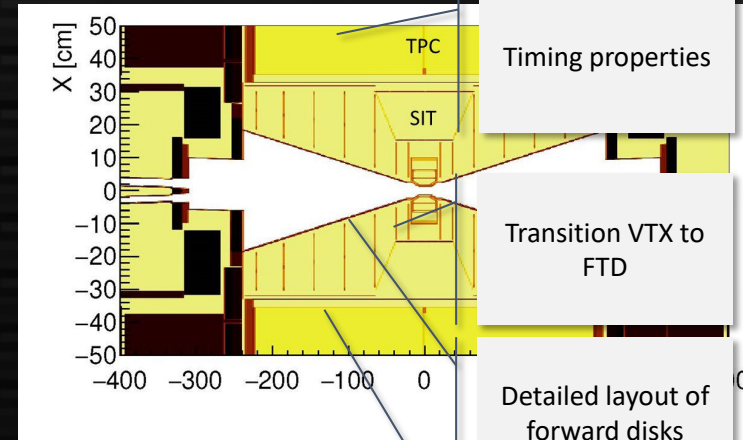 X [cm]
50
40
30
20
10
0
−10
−20
−30
−40
−50
TPC
SIT
−400 −300 −200 −100 0
Timing properties
Transition VTX to
FTD
Detailed layout of
forward disks